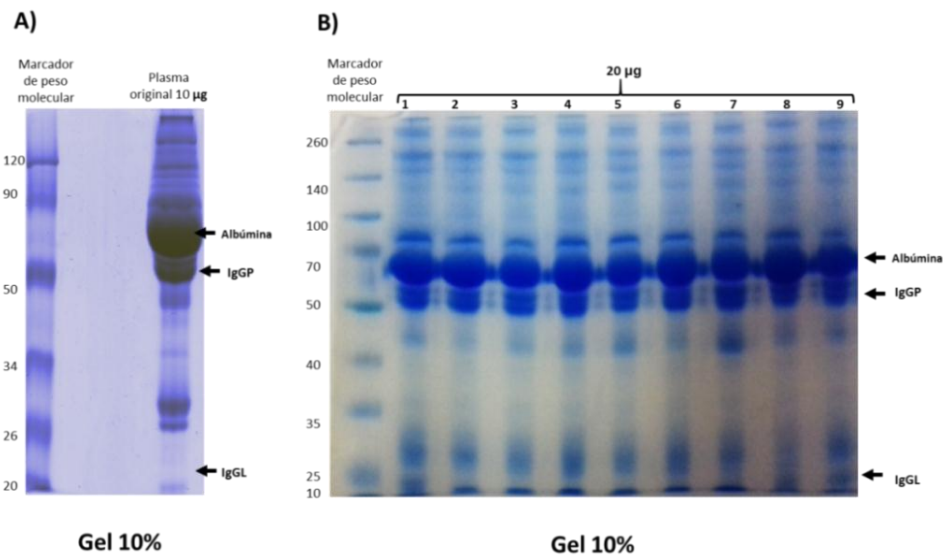 A)
Marcador
de peso
molecular
Plasma
original 10 µg
120
90
50
34
26
20
Albúmina
IgGP
IgGL
Gel 10%
B)
Marcador
de peso
molecular
20 µg
1 2 3 4 5 6 7 8 9
260
140
100
70
50
40
35
25
10
Albúmina
IgGP
IgGL
Gel 10%